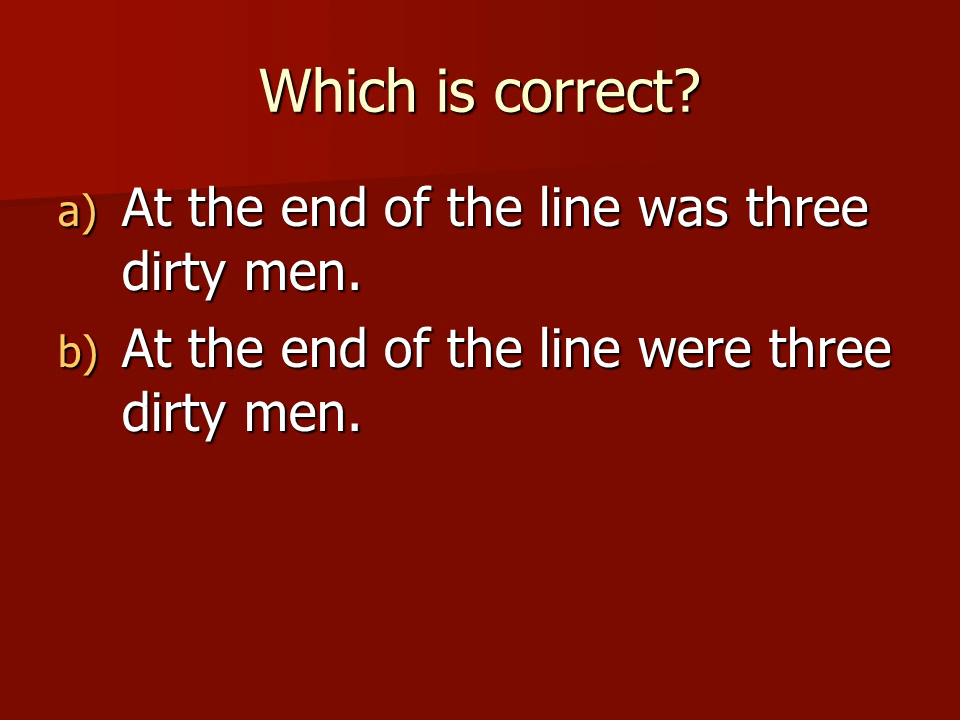 Which is correct?
a) At the end of the line was three
dirty men.
b) At the end of the line were three
dirty men.